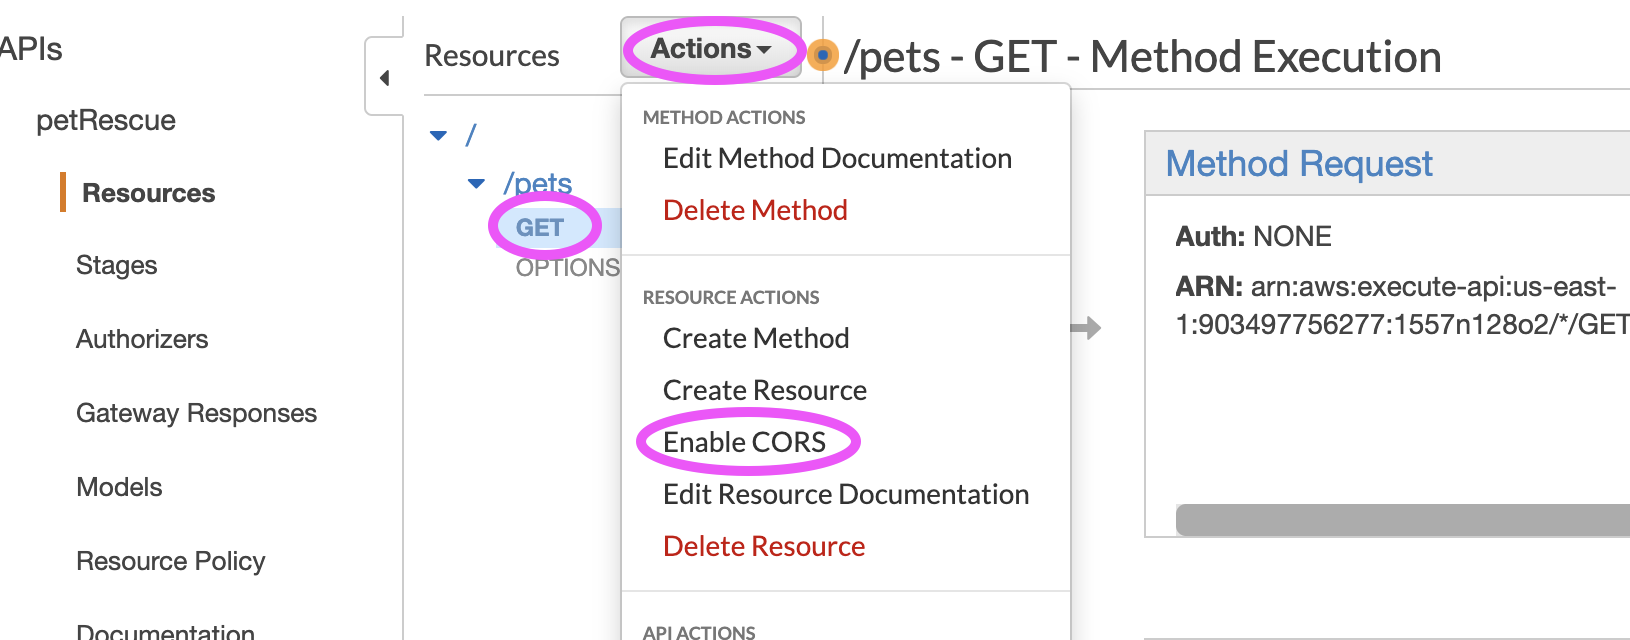 APIs
petRescue
Resources
Stages
Authorizers
Gateway Responses
Models
Resource Policy
Documentation
Resources
Actions
/
/pets
GET
OPTIONS
METHOD ACTIONS
Edit Method Documentation
Delete Method
RESOURCE ACTIONS
Create Method
Create Resource
Enable CORS
Edit Resource Documentation
Delete Resource
API ACTIONS
/pets - GET - Method Execution
Method Request
Auth: NONE
ARN: arn:aws:execute-api:us-east-
1:903497756277:1557n128o2/*/GET